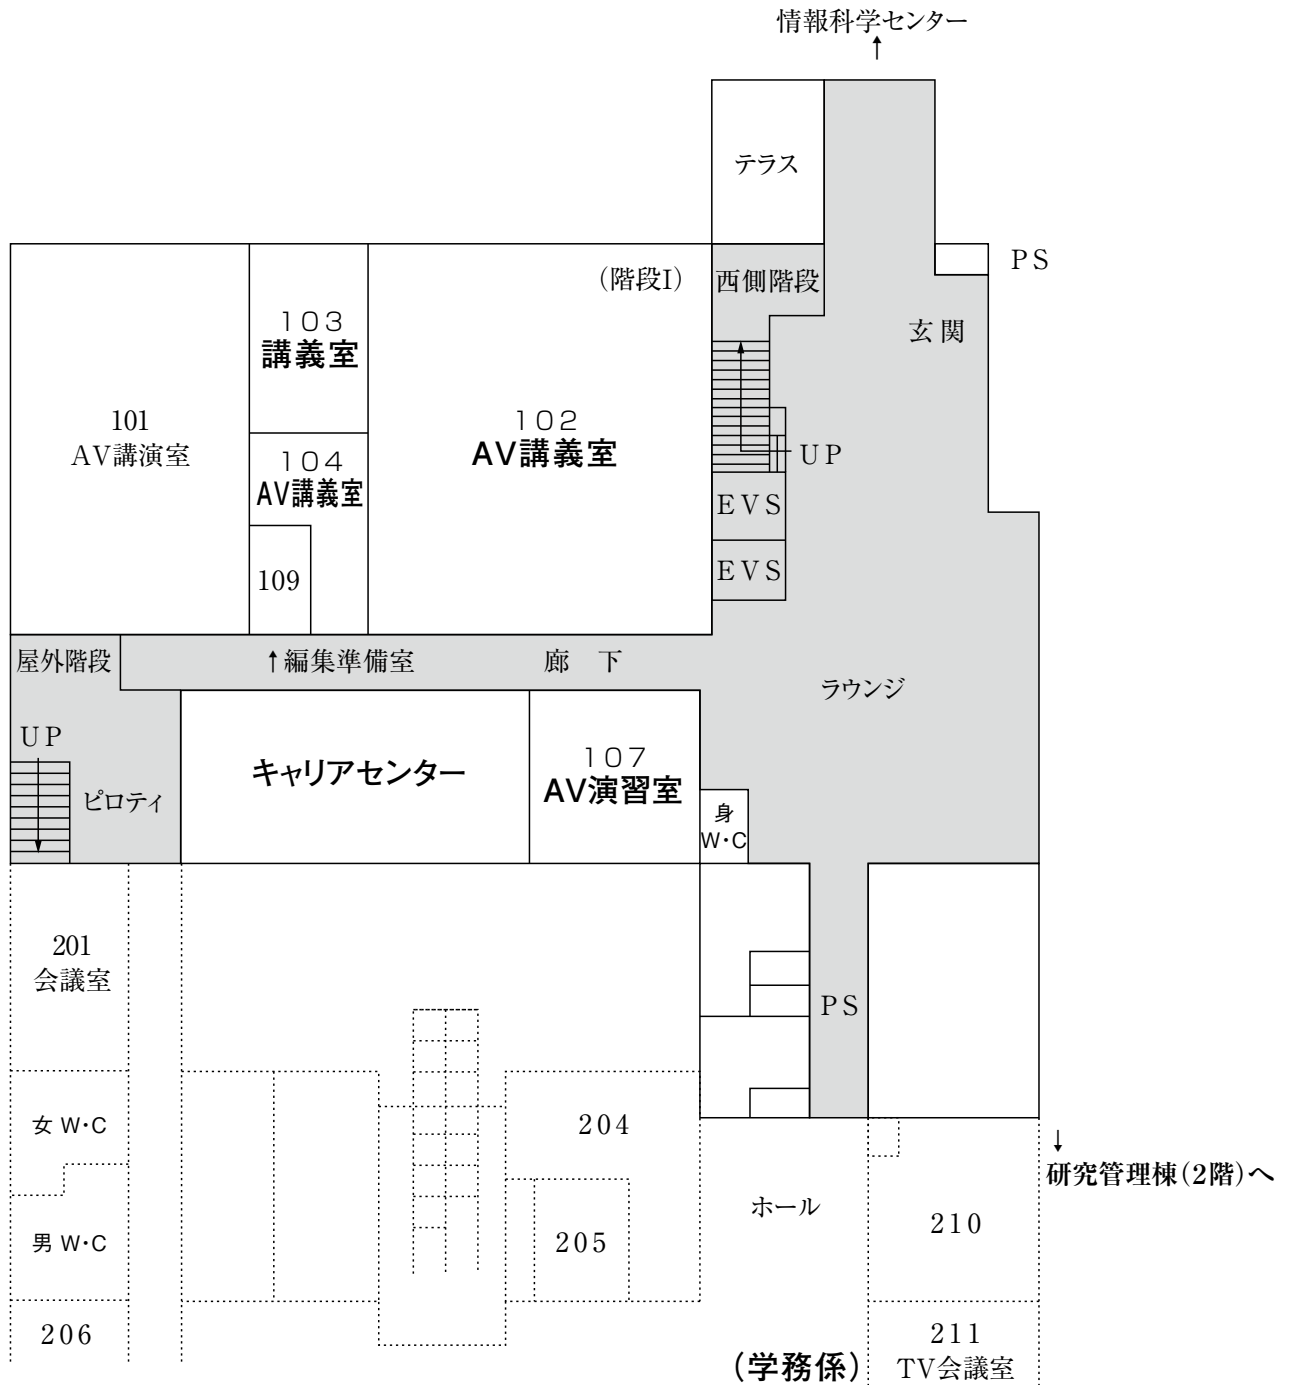 情報科学センター
↑
テラス
PS
(階段Ⅰ)
西側階段
玄関
103
講義室
101
AV講演室
102
AV講義室
104
AV講義室
UP
EVS
EVS
109
屋外階段
↑編集準備室
廊 下
ラウンジ
UP
ピロティ
キャリアセンター
107
AV演習室
身
W・C
201
会議室
PS
女 W・C
204
↓
研究管理棟(2階)へ
ホール
男 W・C
205
210
206
211
TV会議室
(学務係)